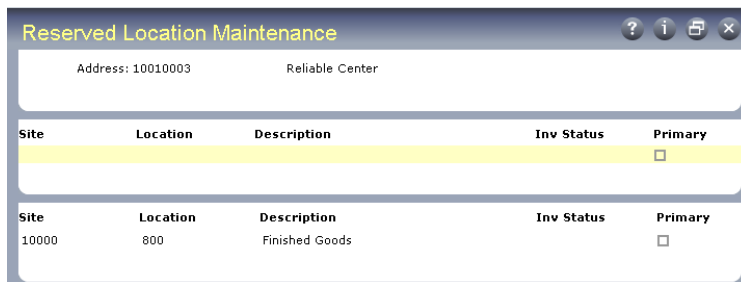 Reserved Location Maintenance ? i
Address: 10010003 Reliable Center
Site Location Description Inv Status Primary
Site Location Description Inv Status Primary
10000 800 Finished Goods